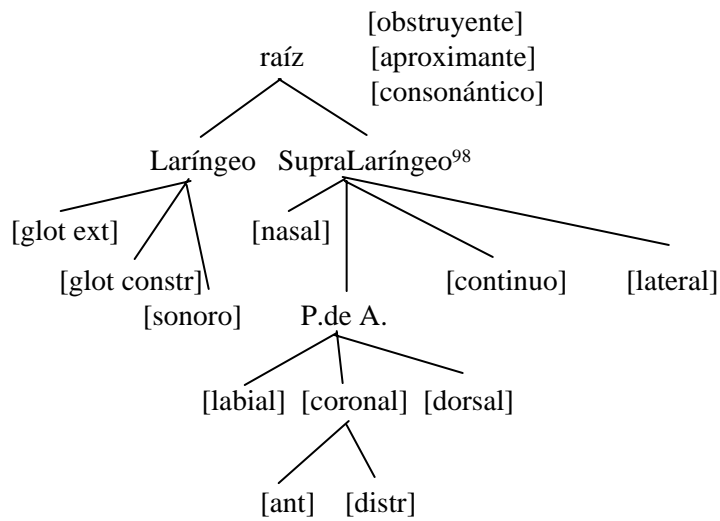 [obstruyente]
raíz [aproximante]
[consonántico]
Laríngeo SupraLaríngeo⁹⁸
[glot ext] [nasal]
[glot constr] [continuo] [lateral]
[sonoro] P.de A.
[labial] [coronal] [dorsal]
[ant] [distr]